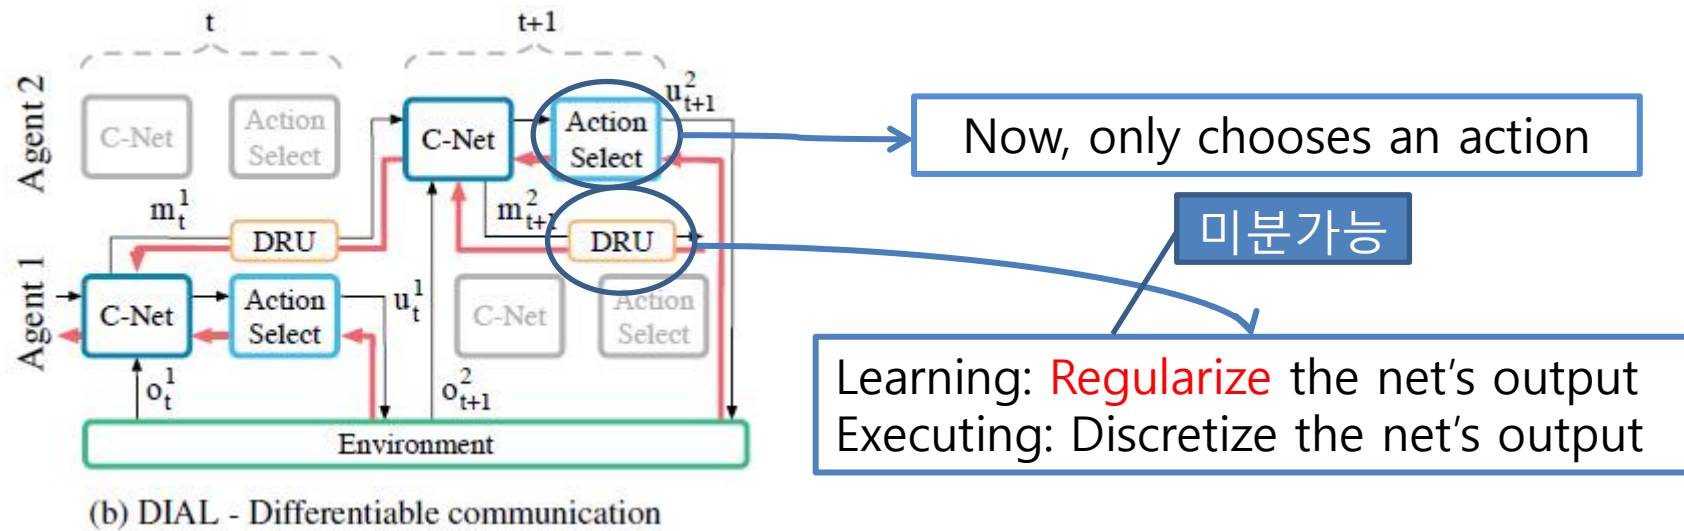 t
t+1
Agent 2
C-Net
Action
Select
C-Net
Action
Select
u²ₜ₊₁
Now, only chooses an action
m¹ₜ
DRU
m²ₜ₊₁
DRU
미분가능
Agent 1
C-Net
Action
Select
u¹ₜ
C-Net
Action
Select
o¹ₜ
o²ₜ₊₁
Learning: Regularize the net's output
Executing: Discretize the net's output
Environment
(b) DIAL - Differentiable communication